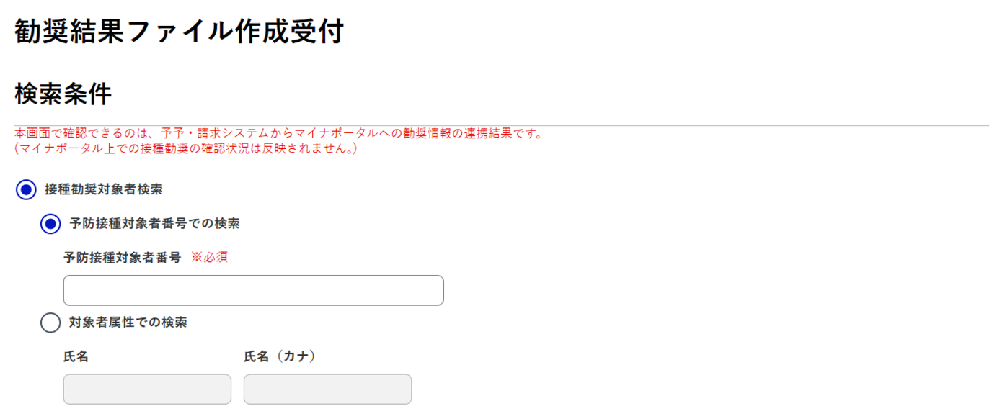 勧奨結果ファイル作成受付
検索条件
本画面で確認できるのは、予予・請求システムからマイナポータルへの勧奨情報の連携結果です。
(マイナポータル上での接種勧奨の確認状況は反映されません。)
接種勧奨対象者検索
予防接種対象者番号での検索
予防接種対象者番号 ※必須
対象者属性での検索
氏名 氏名（カナ）